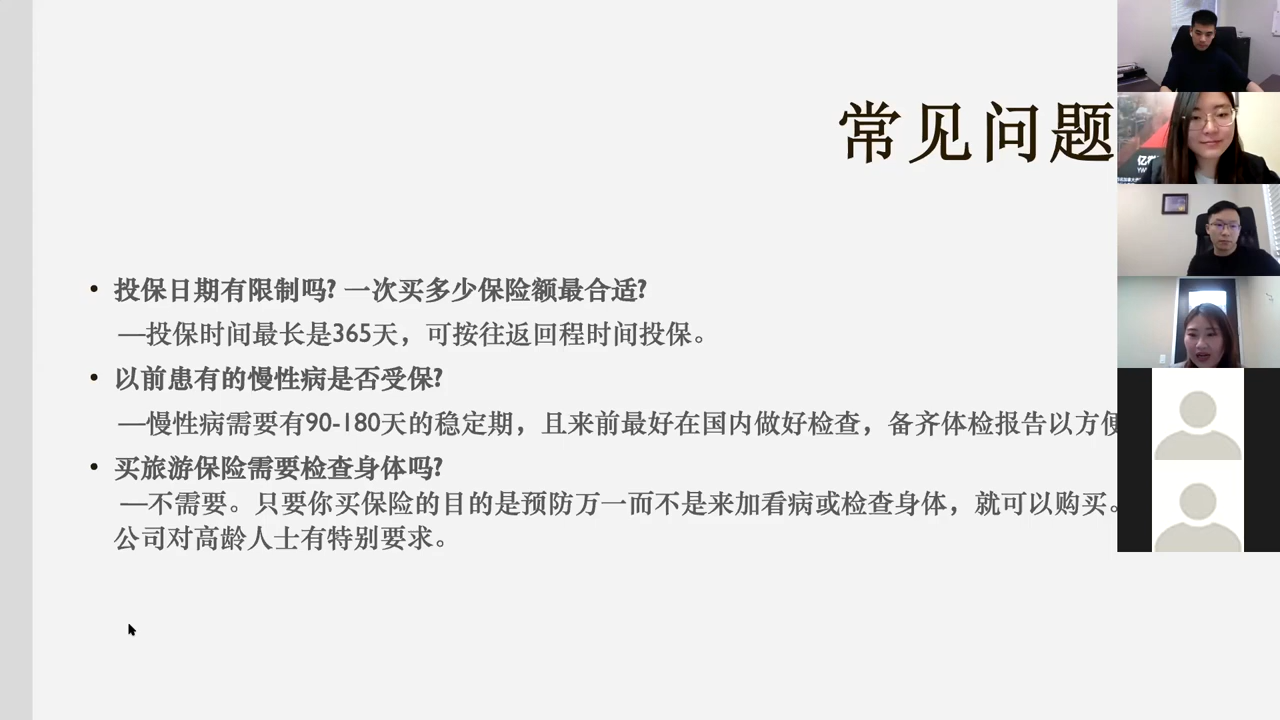 常见问题
• 投保日期有限制吗? 一次买多少保险额最合适?
—投保时间最长是365天，可按往返回程时间投保。
• 以前患有的慢性病是否受保?
—慢性病需要有90-180天的稳定期，且来前最好在国内做好检查，备齐体检报告以方便
• 买旅游保险需要检查身体吗?
—不需要。只要你买保险的目的是预防万一而不是来加看病或检查身体，就可以购买。
公司对高龄人士有特别要求。